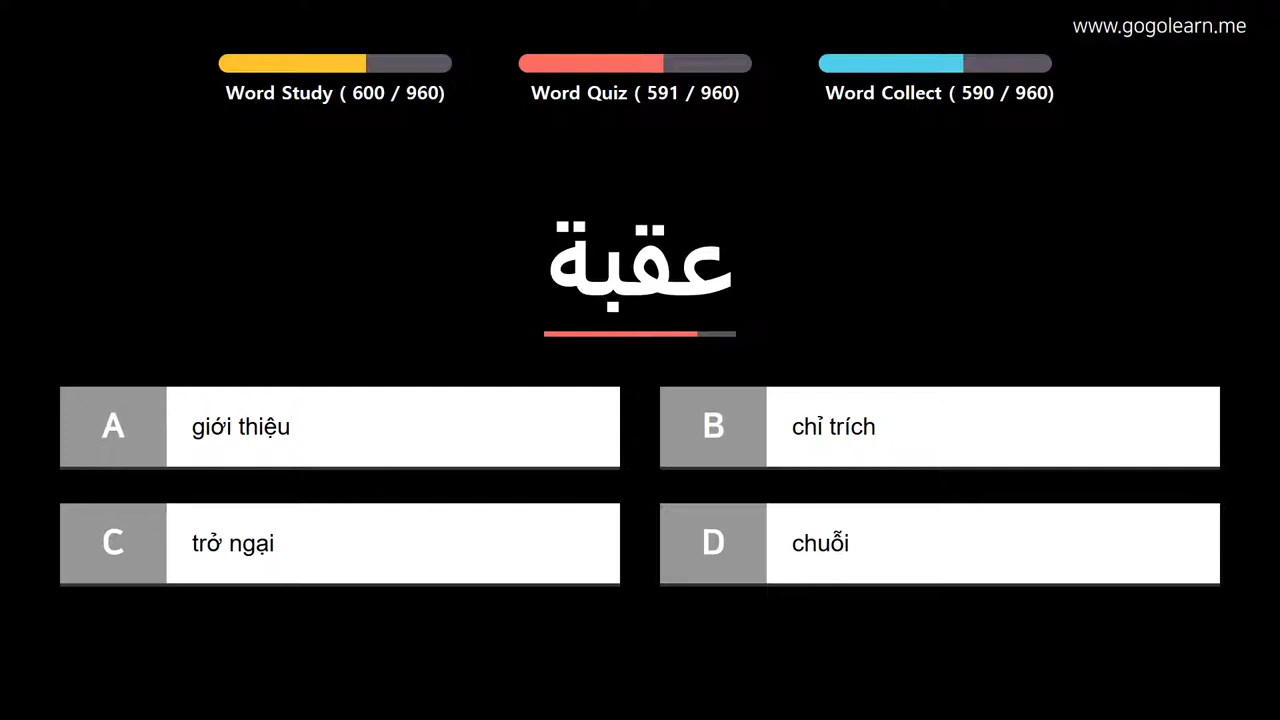 www.gogolearn.me
Word Study ( 600 / 960)
Word Quiz ( 591 / 960)
Word Collect ( 590 / 960)
عقبة
A giới thiệu
B chỉ trích
C trở ngại
D chuỗi